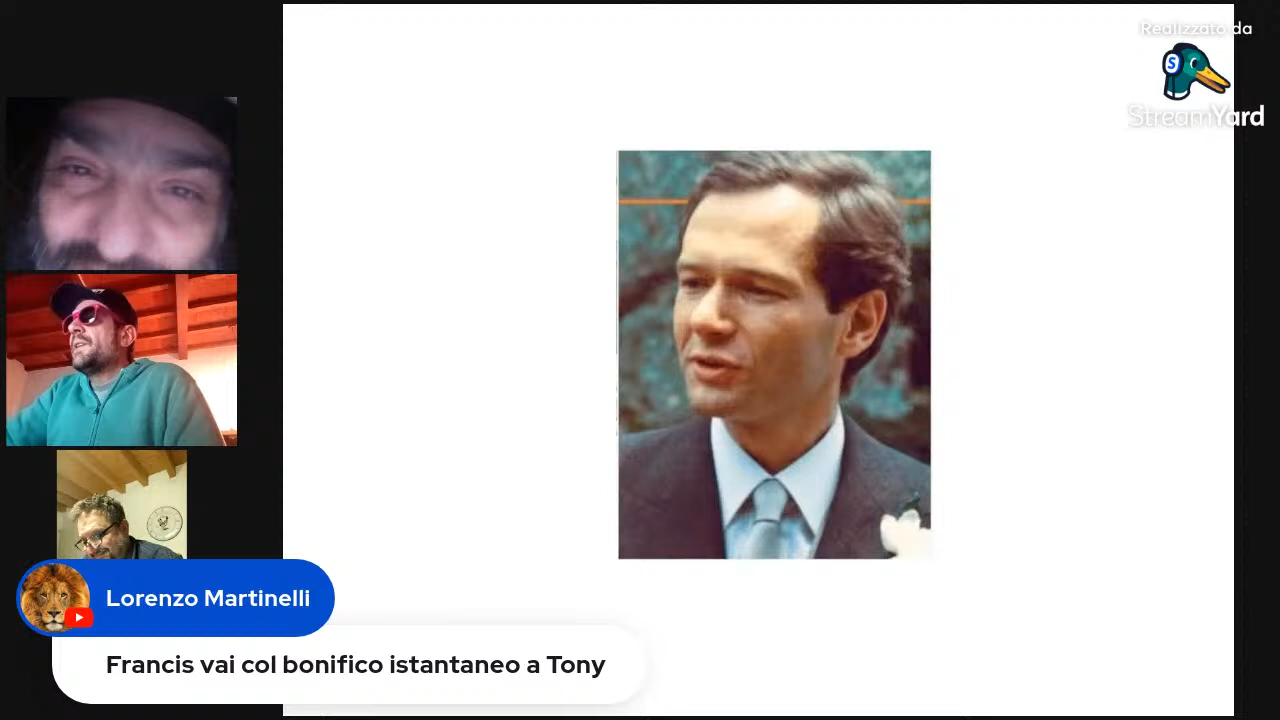 Realizzato da
StreamYard
Lorenzo Martinelli
Francis vai col bonifico istantaneo a Tony